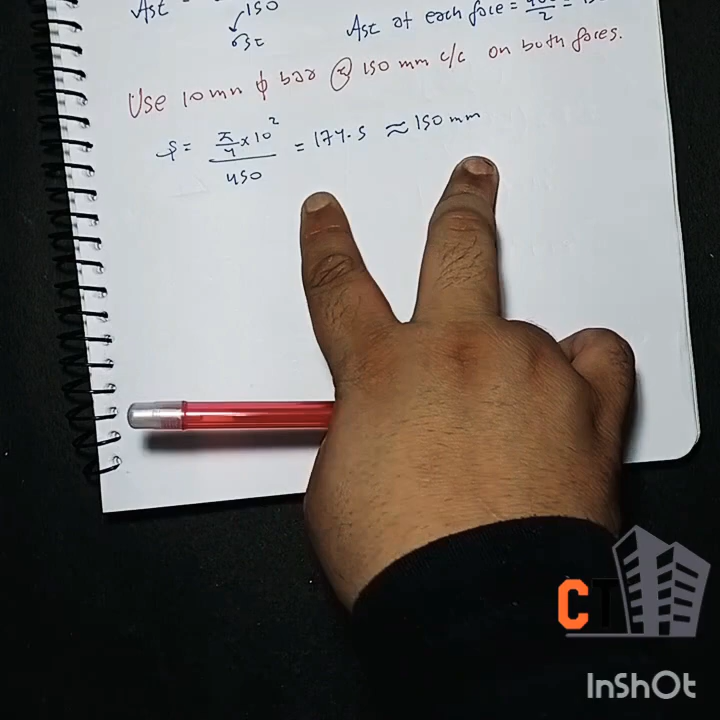 Ast = 150
σst
Ast at each face = 2 =
Use 10mm ϕ bar @ 150 mm c/c on both faces.
S = π/4 × 10² / 450 = 174.5 ≈ 150 mm
CT
InShOt